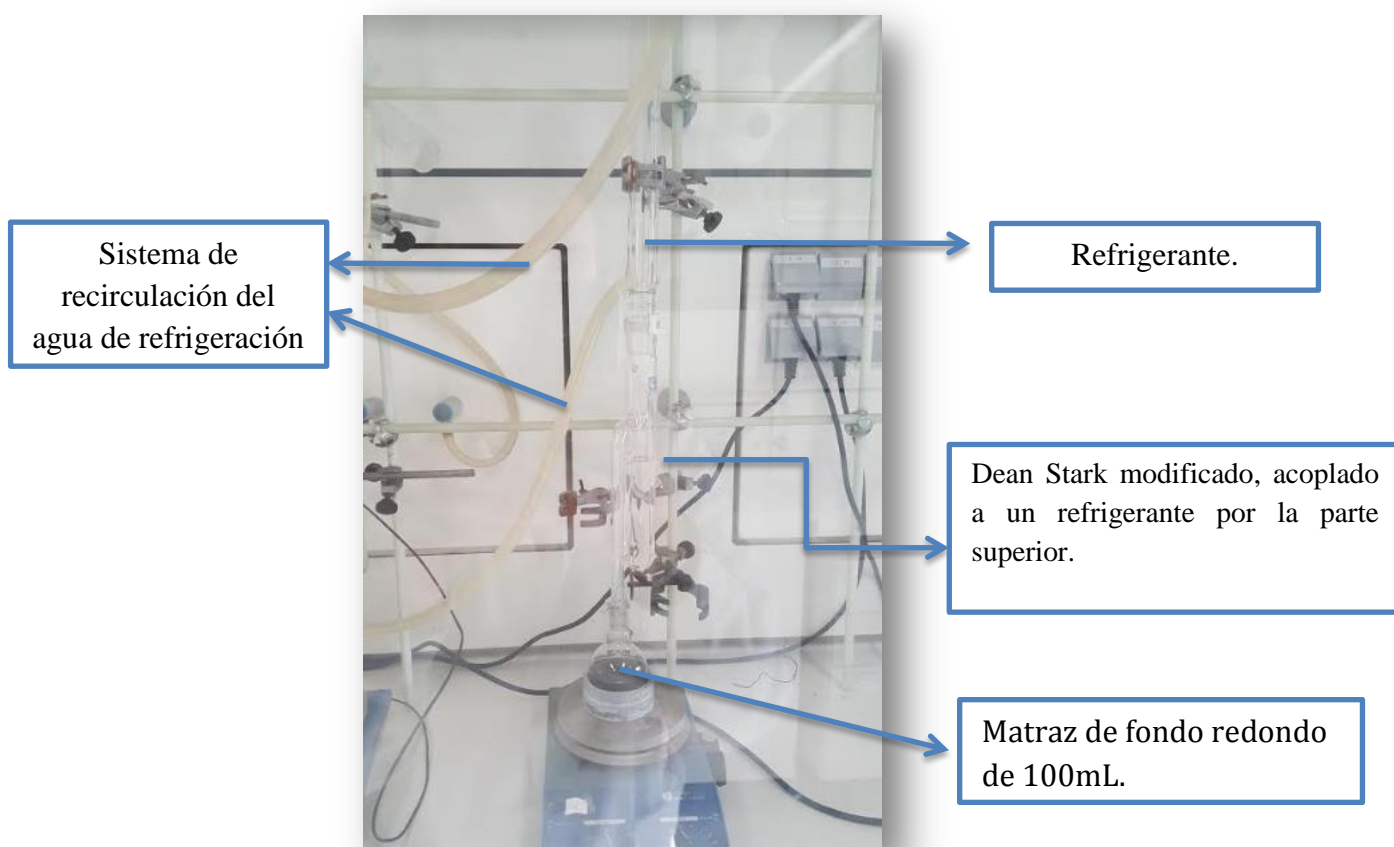 Sistema de
recirculación del
agua de refrigeración
Refrigerante.
Dean Stark modificado, acoplado
a un refrigerante por la parte
superior.
Matraz de fondo redondo
de 100mL.